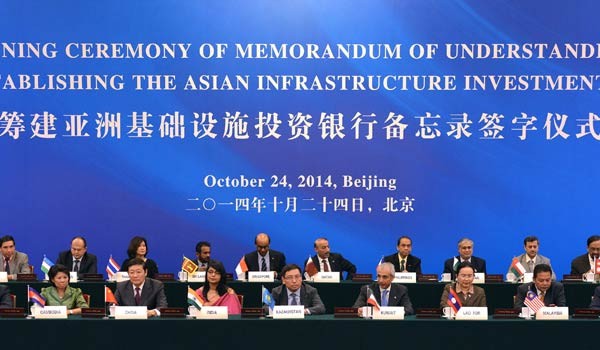 NING CEREMONY OF MEMORANDUM OF UNDERSTANDI
TABLISHING THE ASIAN INFRASTRUCTURE INVESTMENT
筹建亚洲基础设施投资银行备忘录签字仪式
October 24, 2014, Beijing
二〇一四年十月二十四日，北京
SINGAPORE
QATAR
CAMBODIA
CHINA
INDIA
KAZAKHSTAN
KUWAIT
LAO PDR
MALAYSIA